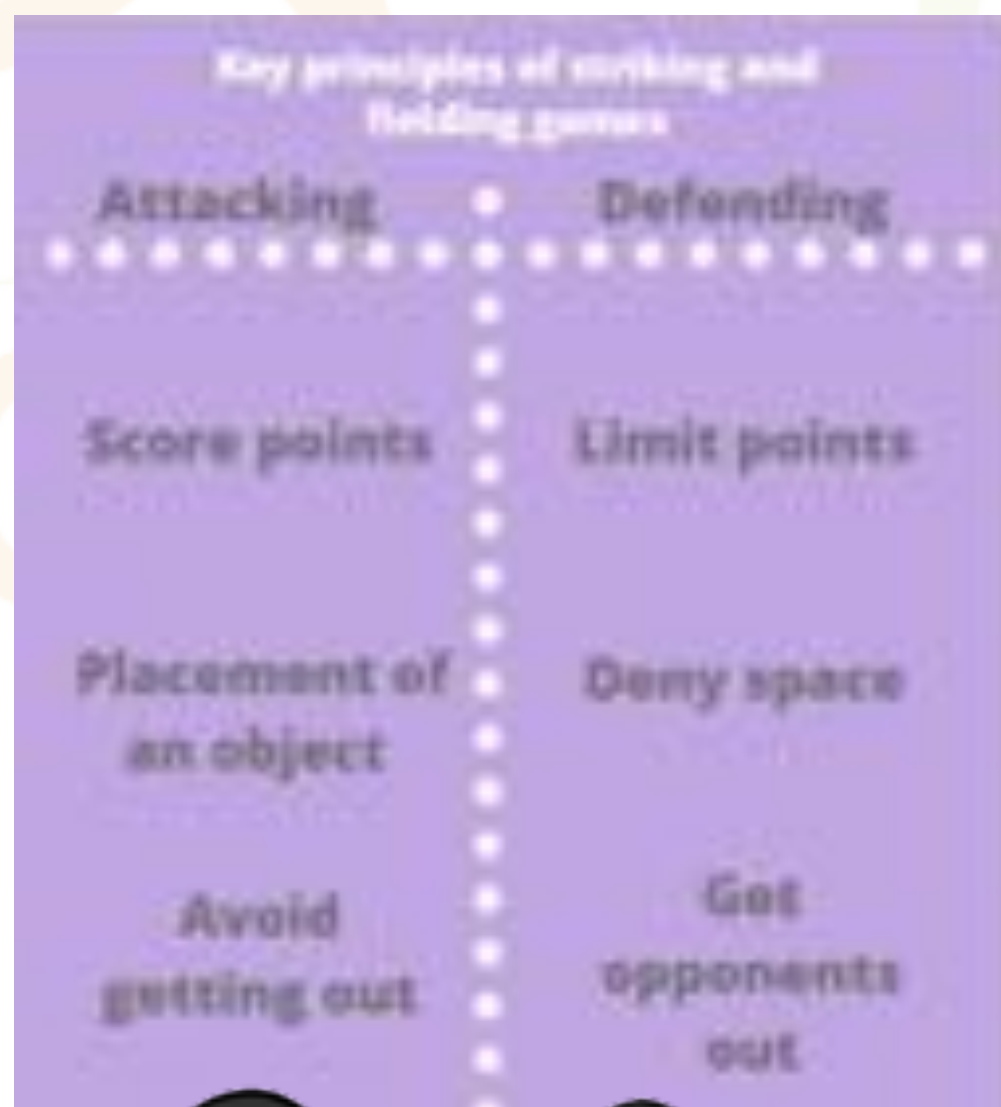 Key principles of striking and
fielding games
Attacking
Defending
Score points
Limit points
Placement of
an object
Deny space
Avoid
getting out
Get
opponents
out